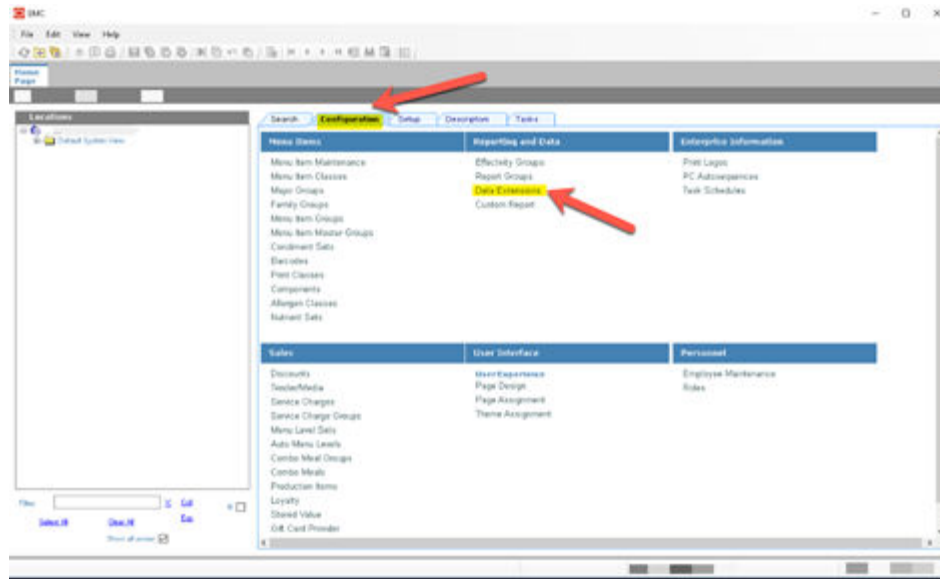 EMC
File Edit View Help
Home
Page
Locations
Default System View
Search Configuration Setup Description Tasks
Menu Items
Menu Item Maintenance
Menu Item Classes
Major Groups
Family Groups
Menu Item Groups
Menu Item Master Groups
Condiment Sets
Barcodes
Print Classes
Components
Allergen Classes
Nutrient Sets
Reporting and Data
Effectivity Groups
Report Groups
Data Extensions
Custom Report
Enterprise Information
Print Logos
PC Autosequences
Task Schedules
Sales
Discounts
Tender/Media
Service Charges
Service Charge Groups
Menu Level Sets
Auto Menu Levels
Combo Meal Groups
Combo Meals
Production Items
Loyalty
Stored Value
Gift Card Provider
User Interface
User Experience
Page Design
Page Assignment
Theme Assignment
Personnel
Employee Maintenance
Roles
Filter
Select All Clear All Exp
Show all zones